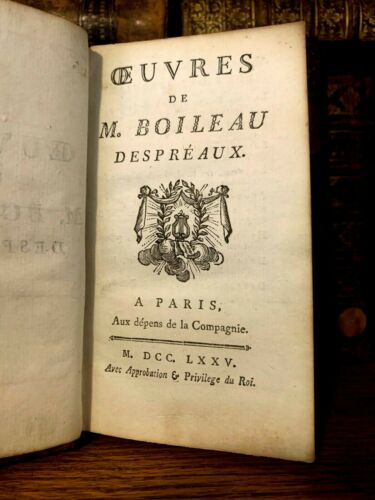 ŒUVRES
DE
M. BOILEAU
DESPRÉAUX.
A PARIS,
Aux dépens de la Compagnie.
M. DCC. LXXV.
Avec Approbation & Privilege du Roi.